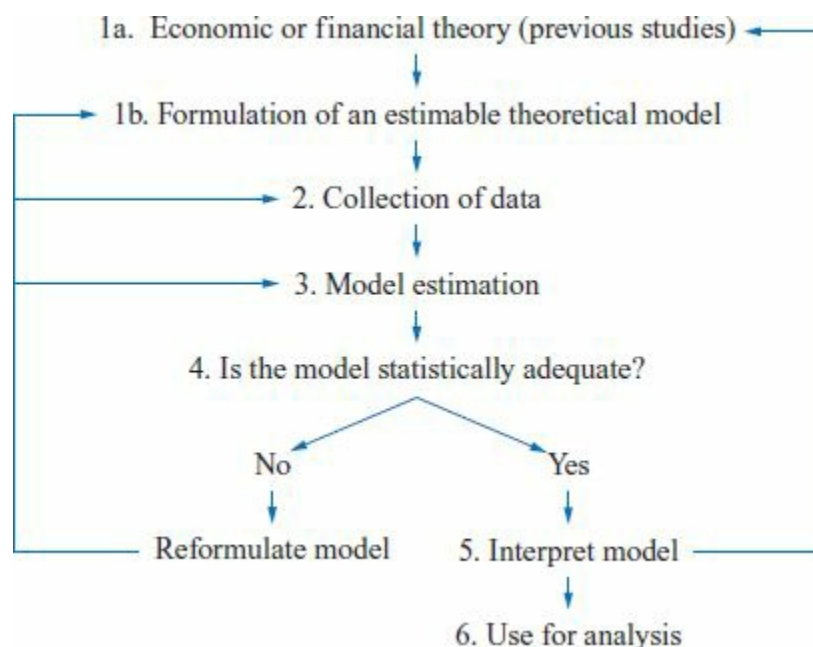 1a. Economic or financial theory (previous studies)
1b. Formulation of an estimable theoretical model
2. Collection of data
3. Model estimation
4. Is the model statistically adequate?
No
Yes
Reformulate model
5. Interpret model
6. Use for analysis